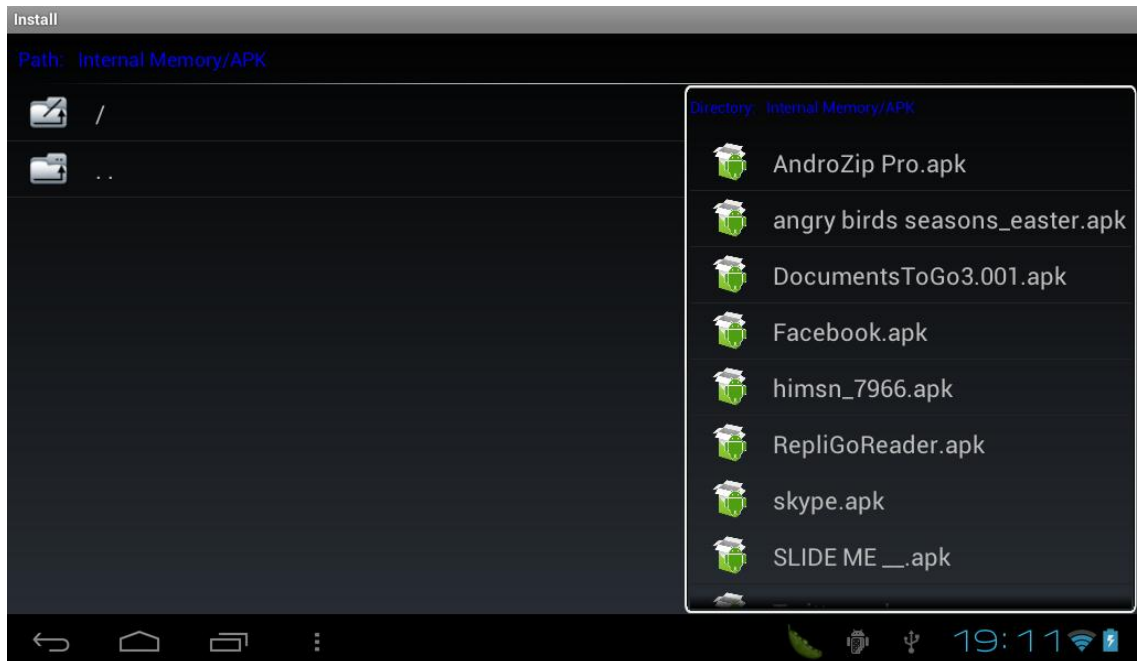 Install
Path: Internal Memory/APK
/
..
Directory: Internal Memory/APK
AndroZip Pro.apk
angry birds seasons_easter.apk
DocumentsToGo3.001.apk
Facebook.apk
himsn_7966.apk
RepliGoReader.apk
skype.apk
SLIDE ME __.apk
19:11